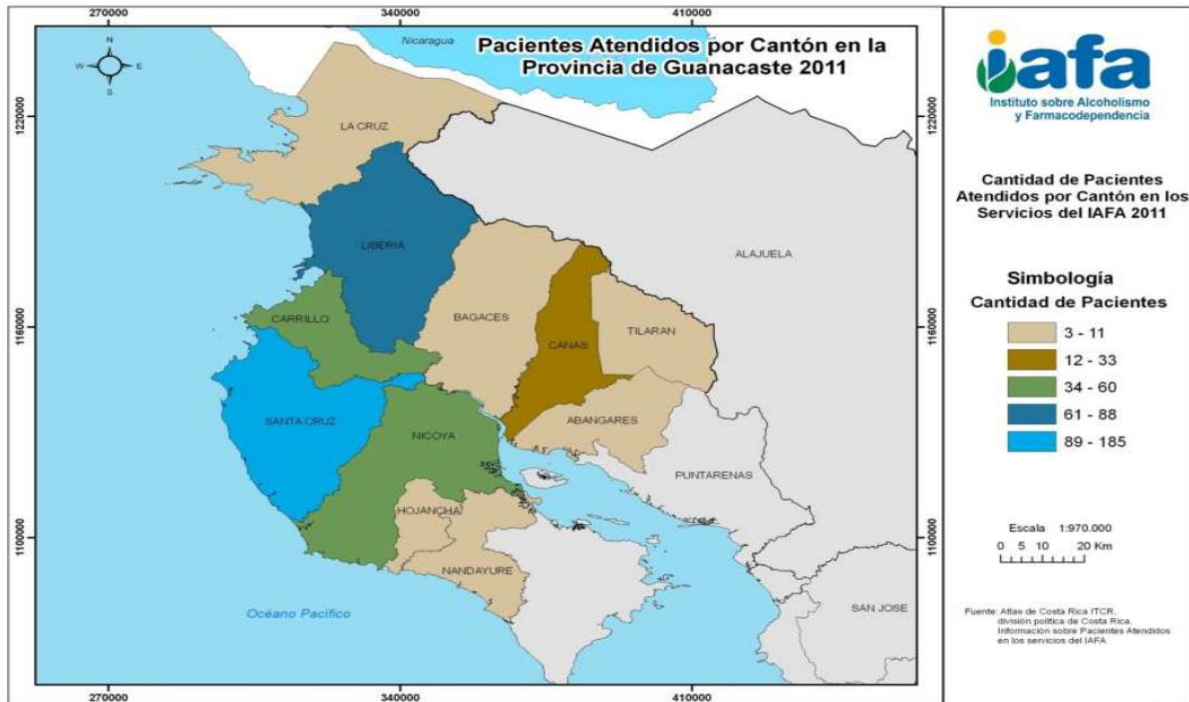 270000
340000
410000
Nicaragua
Pacientes Atendidos por Cantón en la
Provincia de Guanacaste 2011
N
W
E
S
1220000
1220000
LA CRUZ
LIBERIA
ALAJUELA
CARRILLO
BAGACES
TILARAN
CANAS
1160000
1160000
SANTA CRUZ
NICOYA
ABANGARES
PUNTARENAS
HOJANCHA
1100000
1100000
NANDAYURE
SAN JOSE
Océano Pacífico
270000
340000
410000
iafa
Instituto sobre Alcoholismo
y Farmacodependencia
Cantidad de Pacientes
Atendidos por Cantón en los
Servicios del IAFA 2011
Simbología
Cantidad de Pacientes
3 - 11
12 - 33
34 - 60
61 - 88
89 - 185
Escala 1:970.000
0 5 10 20 Km
Fuente: Atlas de Costa Rica ITCR,
división política de Costa Rica.
Información sobre Pacientes Atendidos
en los servicios del IAFA